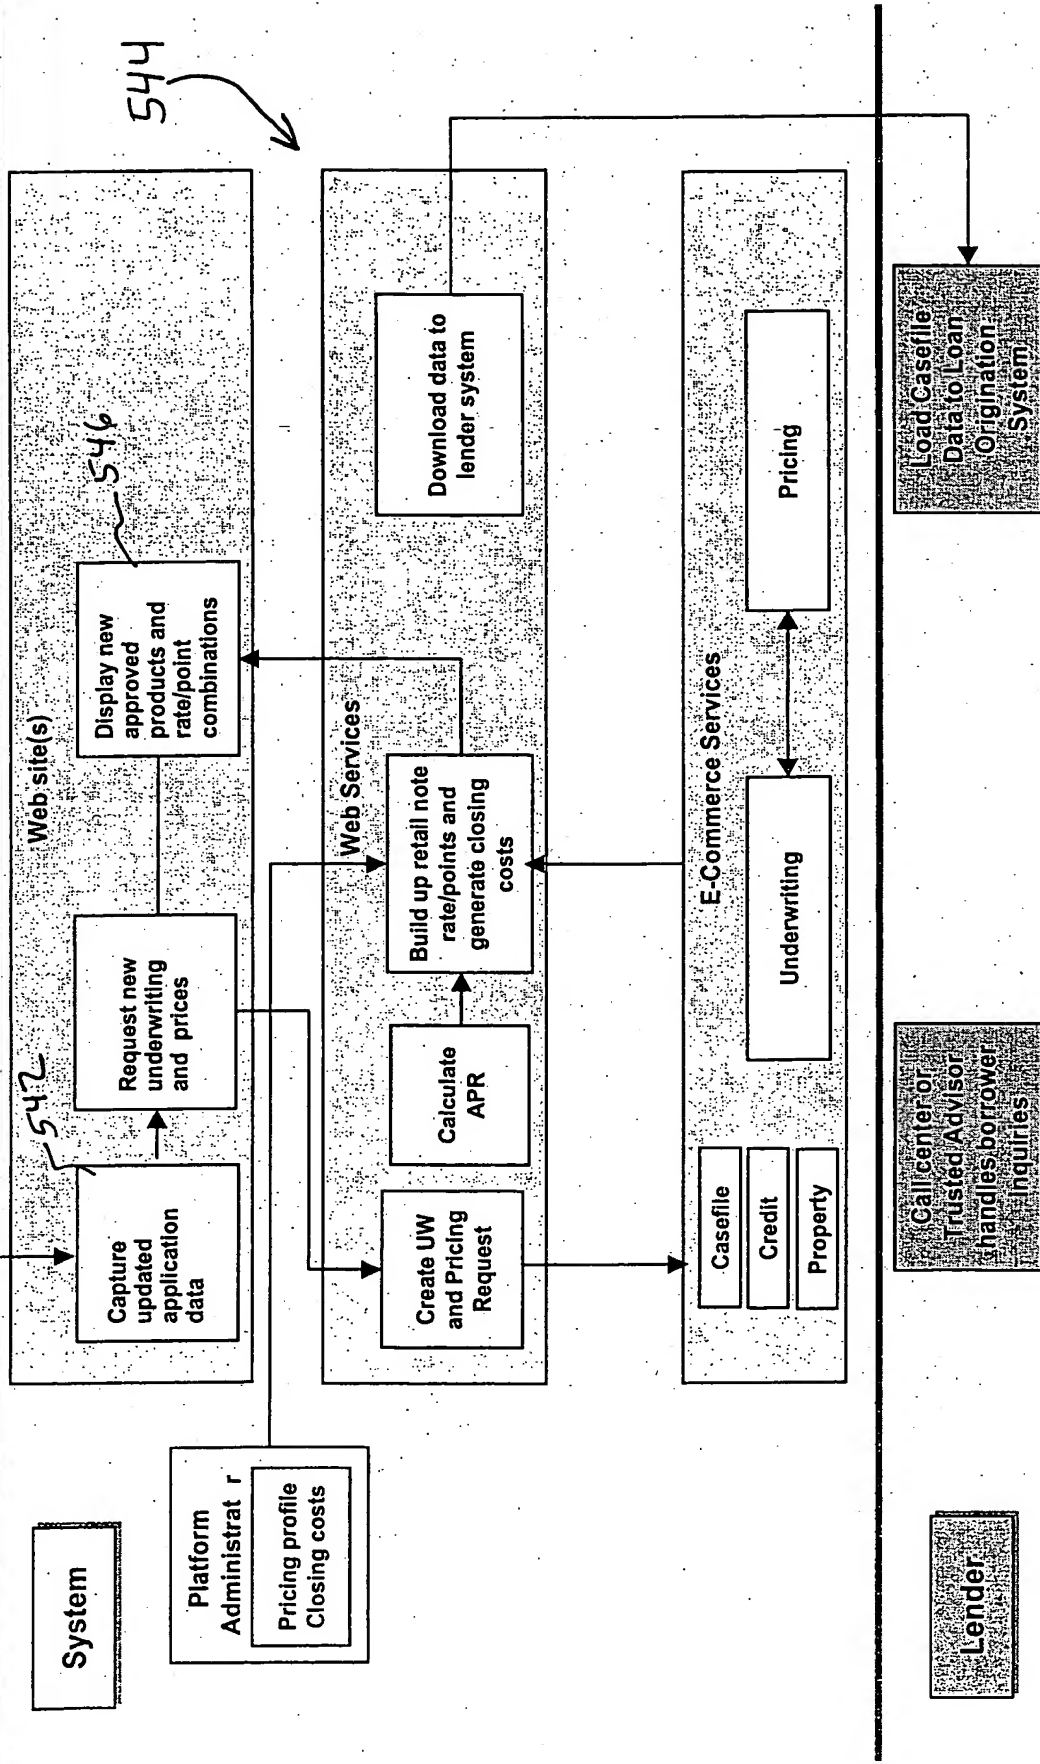 System
Platform
Administrat r
Pricing profile
Closing costs
Web site(s)
542
Capture
updated
application
data
Request new
underwriting
and prices
Display new
approved
products and
rate/point
combinations
546
544
Web Services
Create UW
and Pricing
Request
Calculate
APR
Build up retail note
rate/points and
generate closing
costs
Download data to
lender system
E-Commerce Services
Casefile
Credit
Property
Underwriting
Pricing
Lender
Call center or
Trusted Advisor
handles borrower
inquiries
Load Casefile
Data to Loan
Origination
System